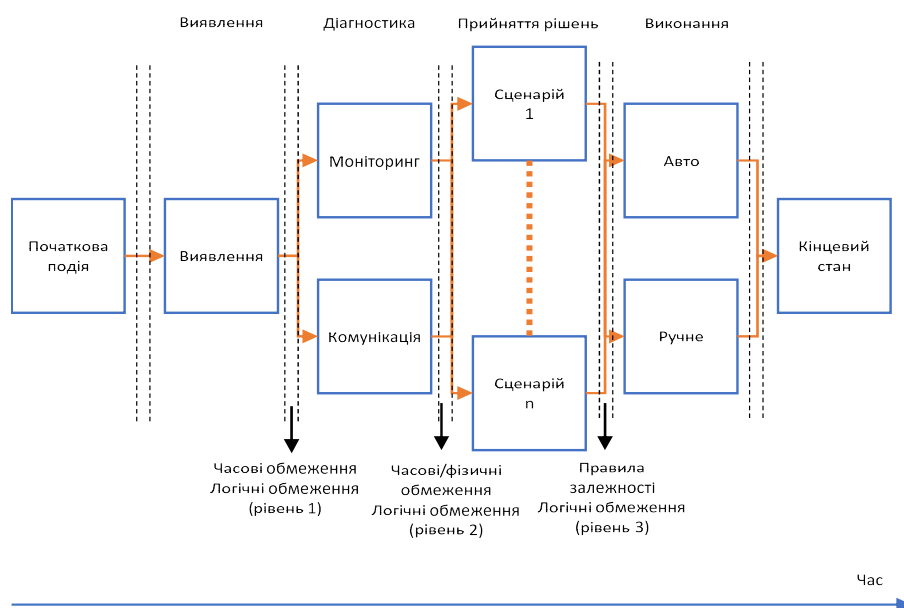 Виявлення
Діагностика
Прийняття рішень
Виконання
Початкова
подія
Виявлення
Моніторинг
Комунікація
Сценарій
1
Сценарій
n
Авто
Ручне
Кінцевий
стан
Часові обмеження
Логічні обмеження
(рівень 1)
Часові/фізичні
обмеження
Логічні обмеження
(рівень 2)
Правила
залежності
Логічні обмеження
(рівень 3)
Час